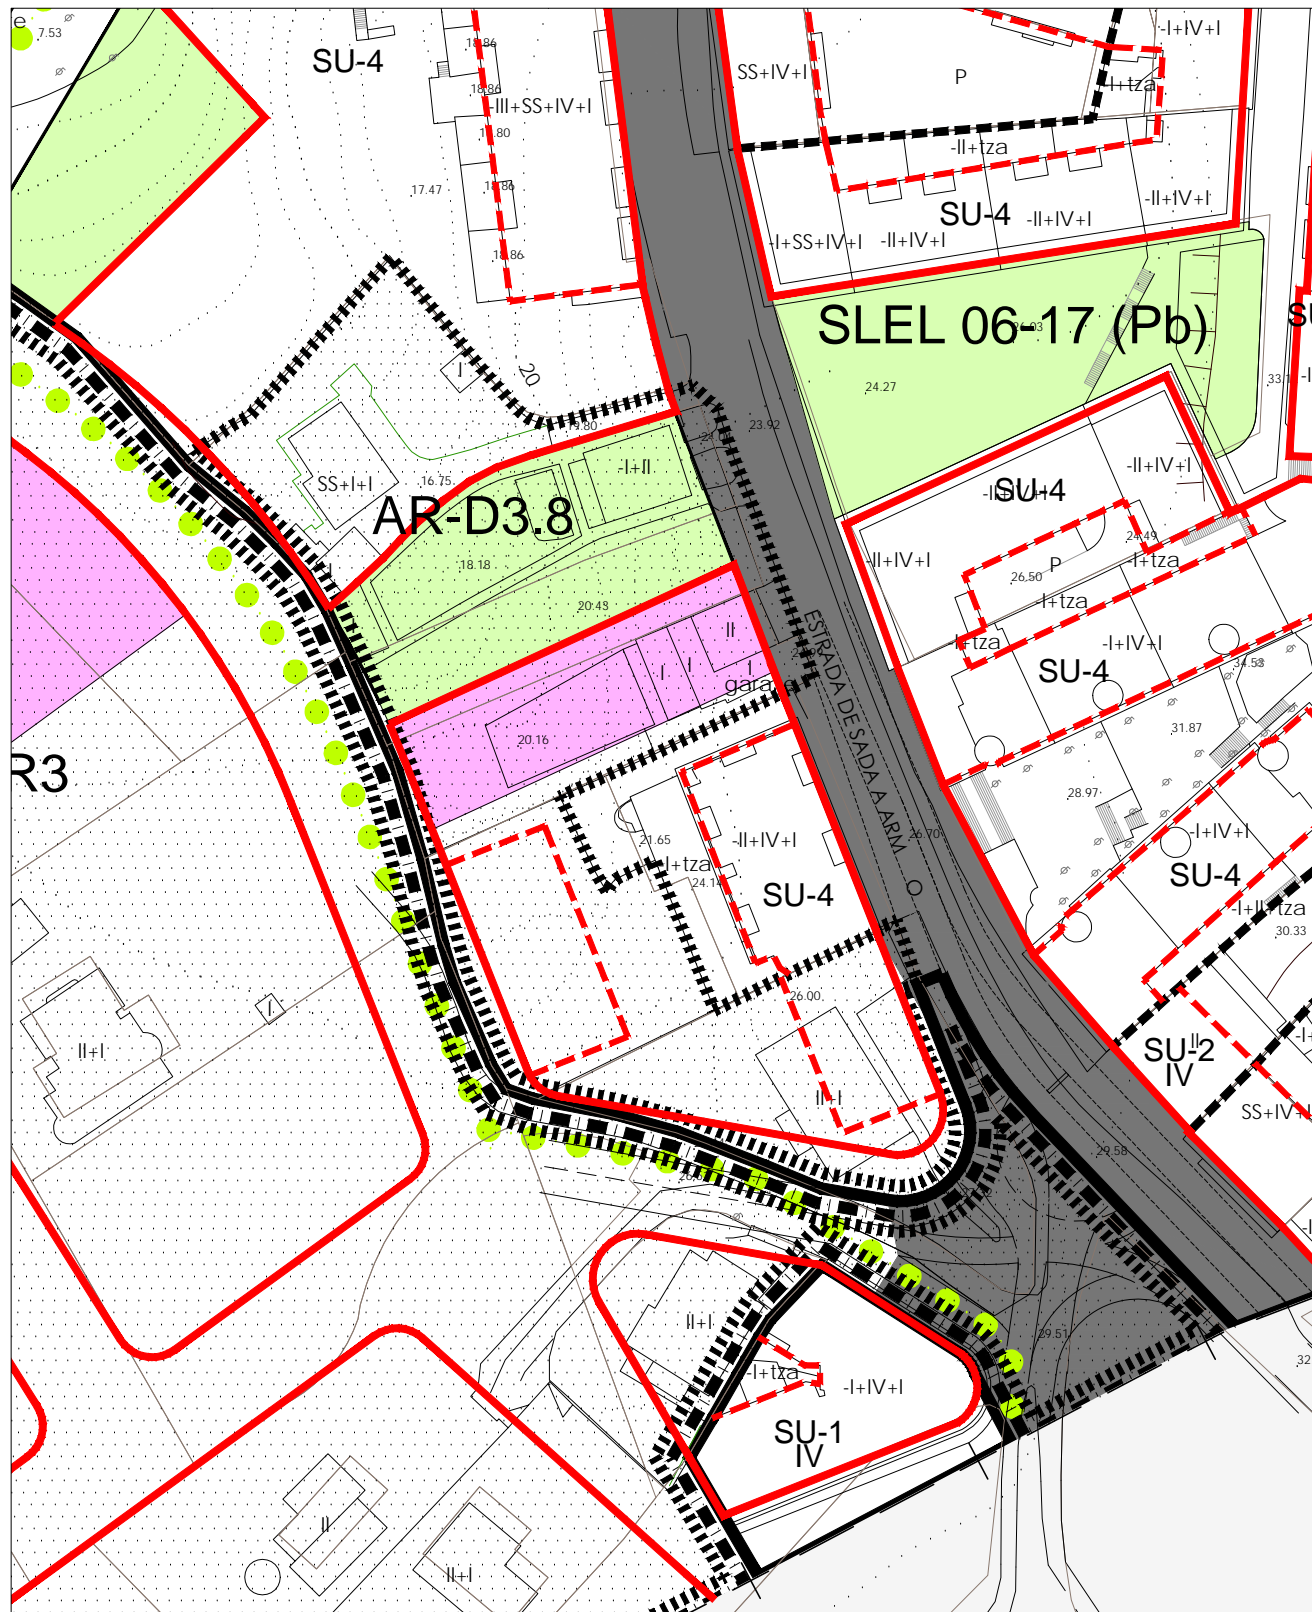 e
7.53
SU-4
18.86
-I+IV+I
SS+IV+I
P
-I+tza
18.86
-III+SS+IV+I
-II+tza
17.47
18.86
SU-4
-II+IV+I
-II+IV+I
-I+SS+IV+I
-II+IV+I
18.86
SLEL 06-17 (Pb)
26.03
I
20
24.27
19.80
23.92
-I+II
-II+IV+I
SS+I+I
16.75
SU-4
AR-D3.8
24.49
-II+IV+I
P
-I+tza
18.18
26.50
20.43
-I+tza
II
ESTRADA DE SADA A ARM
O
-I+tza
-I+IV+I
I
I
I
34.53
SU-4
garaxe
31.87
20.16
R3
28.97
26.70
-I+IV+I
21.65
-II+IV+I
-I+tza
SU-4
24.14
SU-4
-I+II+tza
30.33
26.00
I
II+I
II
SU-2
IV
II+I
SS+IV+I
29.58
II+I
29.51
32
-I+tza
-I+IV+I
SU-1
IV
II
II+I